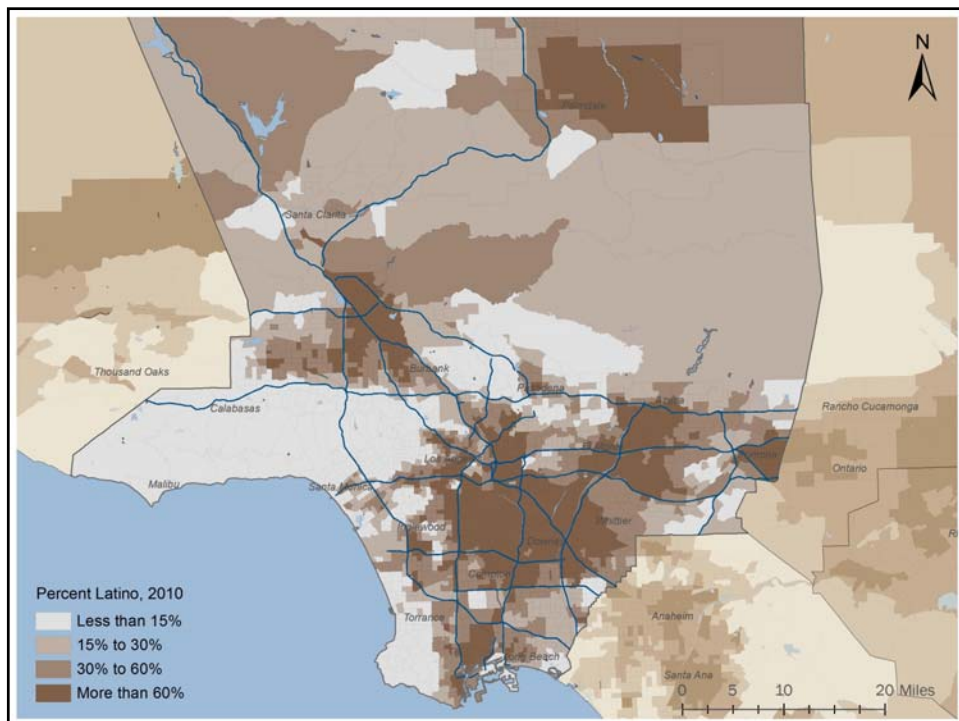 N
Palmdale
Santa Clarita
Burbank
Thousand Oaks
Pasadena
Azusa
Calabasas
Rancho Cucamonga
Pomona
Los Angeles
Ontario
Malibu
Santa Monica
Inglewood
Whittier
Downey
Compton
Percent Latino, 2010
Less than 15%
15% to 30%
30% to 60%
More than 60%
Torrance
Anaheim
Long Beach
Santa Ana
0 5 10 20 Miles